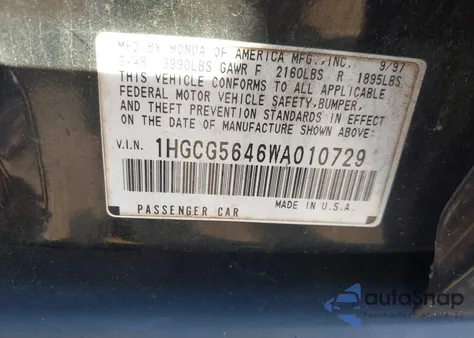 MFD. BY HONDA OF AMERICA MFG., INC. 9/97
GVWR 3990LBS GAWR F 2160LBS R 1895LBS
THIS VEHICLE CONFORMS TO ALL APPLICABLE
FEDERAL MOTOR VEHICLE SAFETY, BUMPER,
AND THEFT PREVENTION STANDARDS IN EFFECT
ON THE DATE OF MANUFACTURE SHOWN ABOVE:
V.I.N. 1HGCG5646WA010729
PASSENGER CAR MADE IN U.S.A.
autoSnap